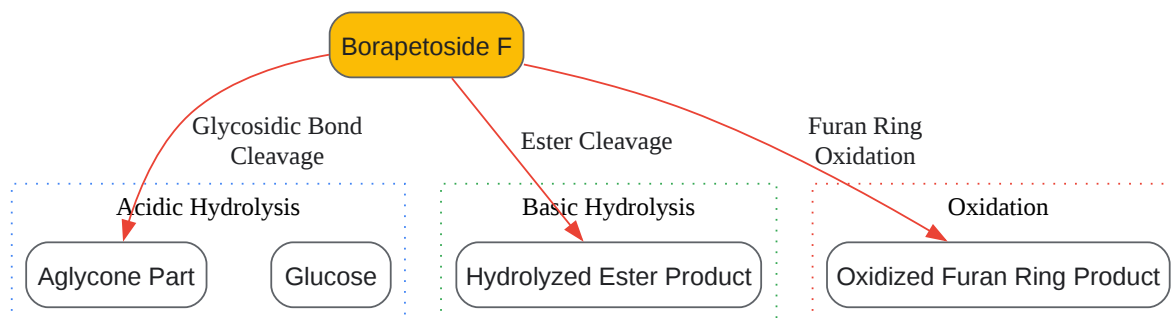 Borapetoside F
Glycosidic Bond
Cleavage
Ester Cleavage
Furan Ring
Oxidation
Acidic Hydrolysis
Basic Hydrolysis
Oxidation
Aglycone Part
Glucose
Hydrolyzed Ester Product
Oxidized Furan Ring Product